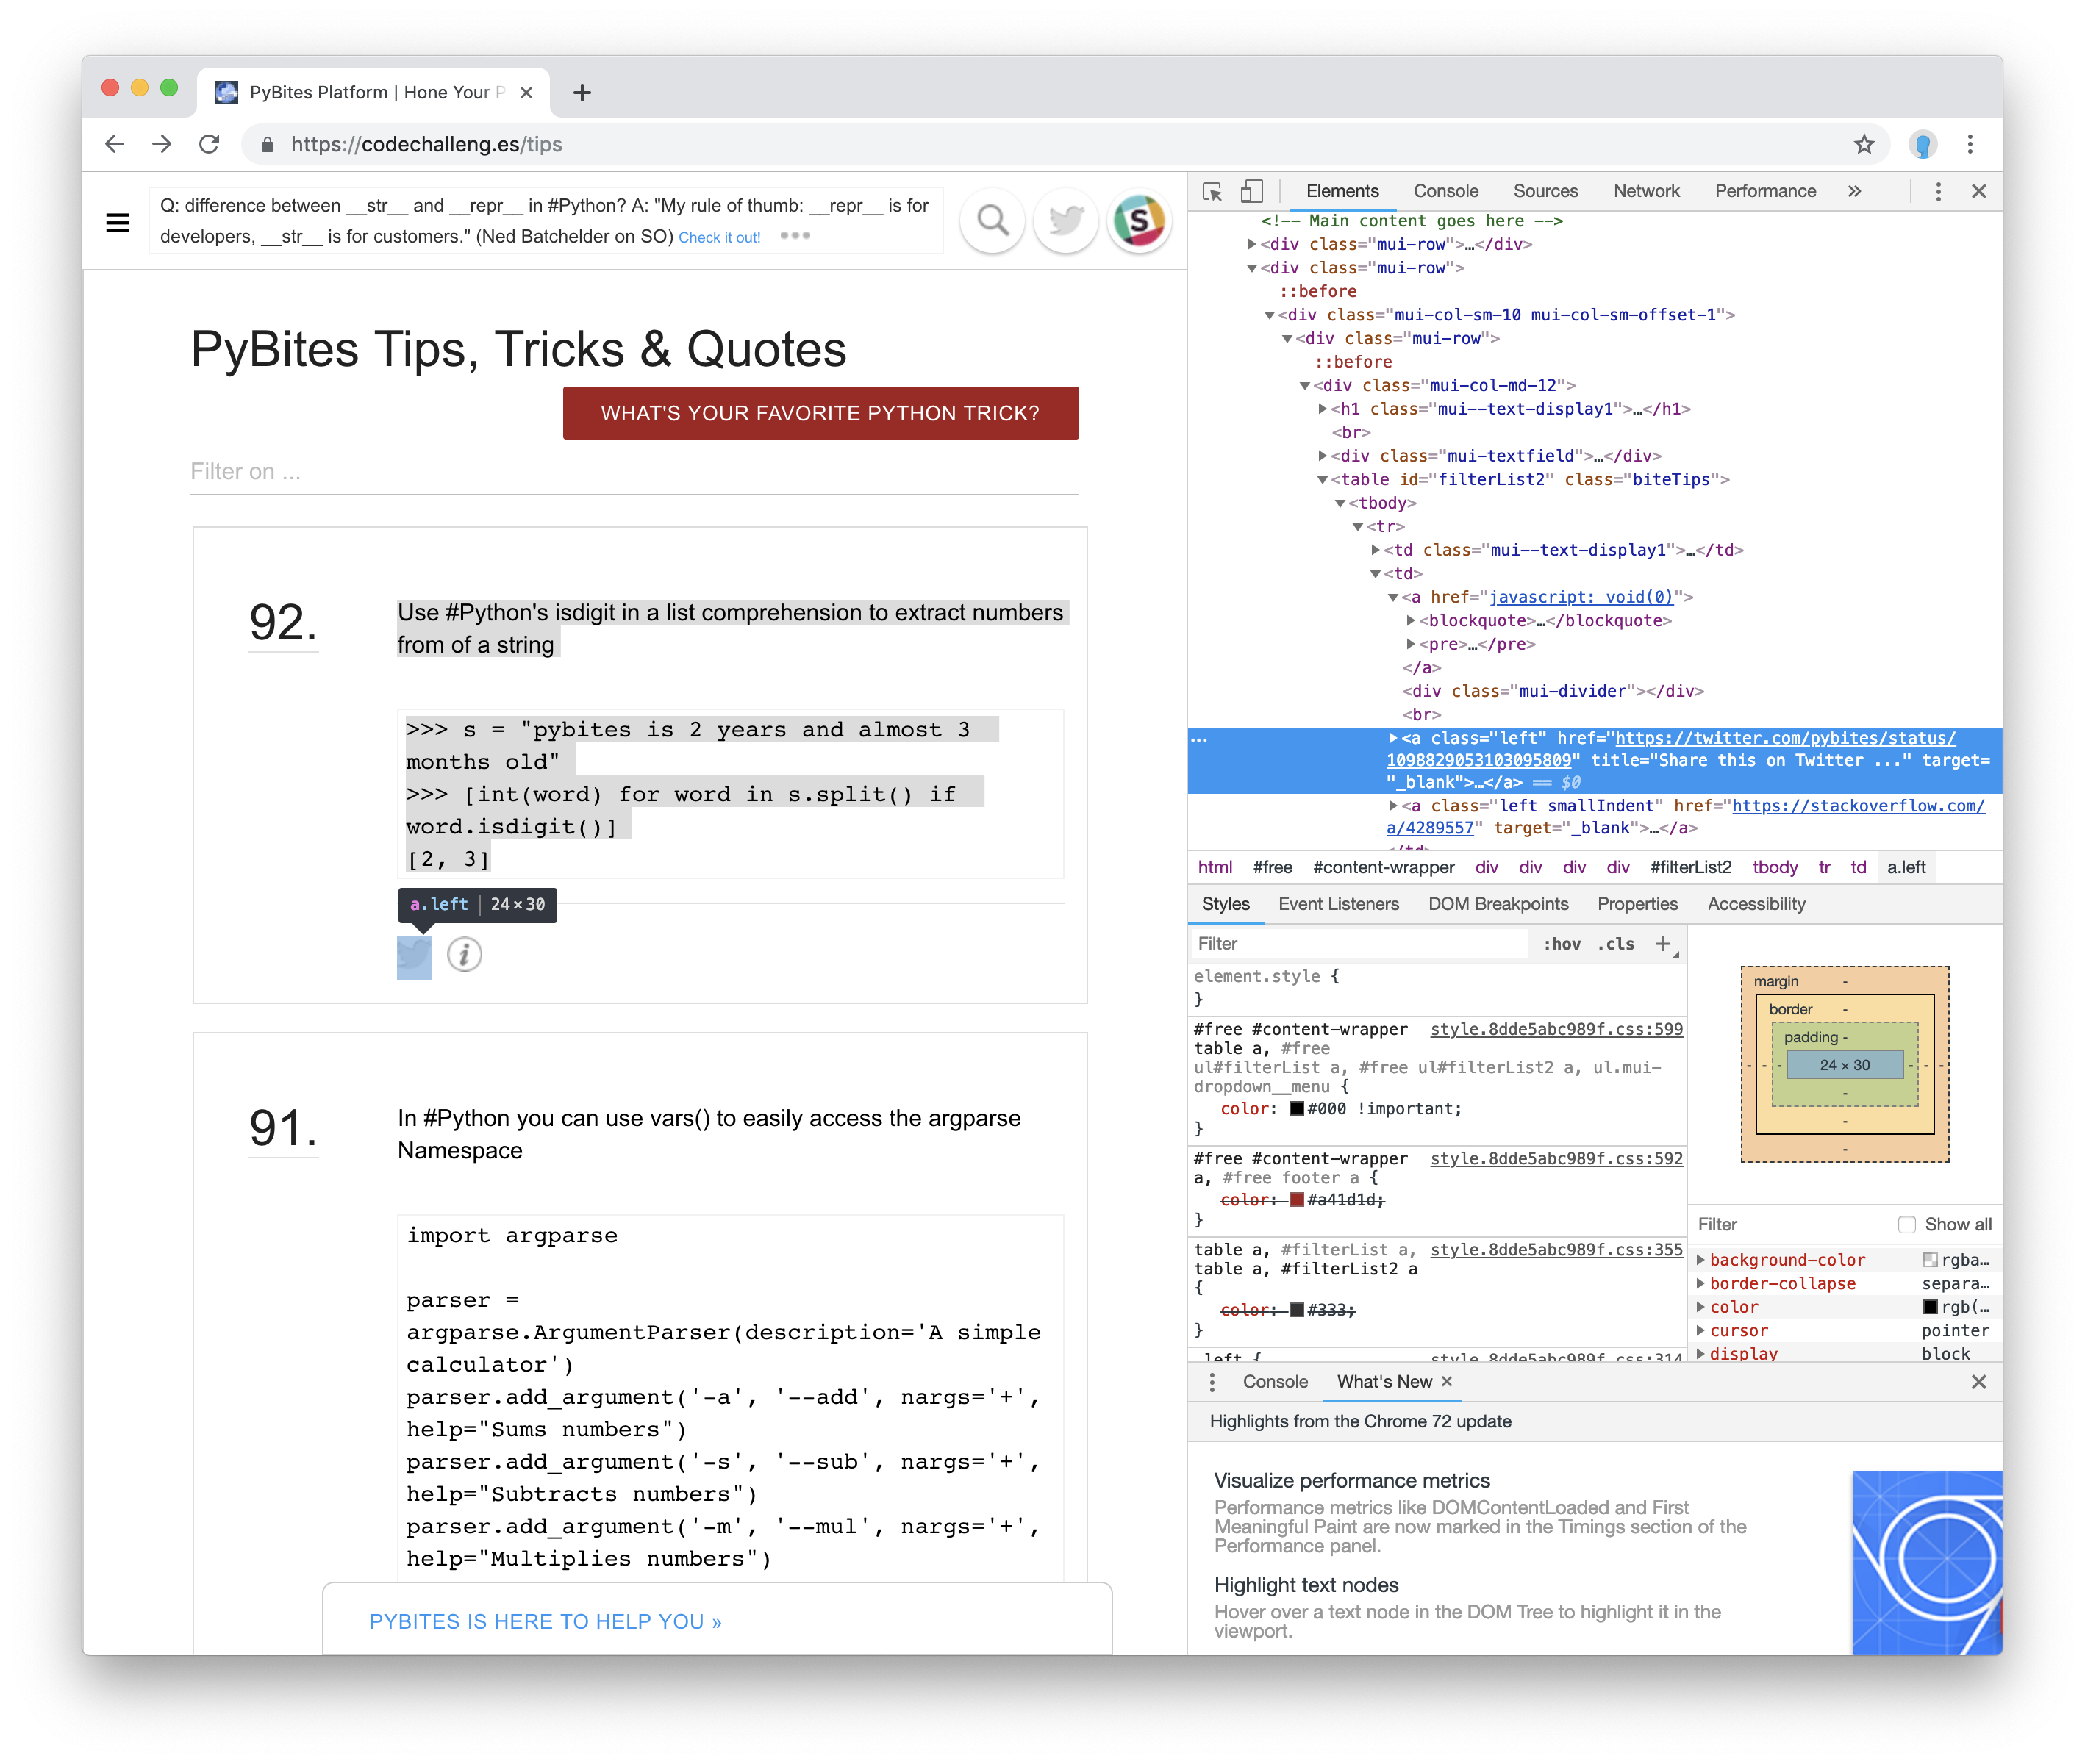 PyBites Platform | Hone Your P
https://codechalleng.es/tips
Q: difference between __str__ and __repr__ in #Python? A: "My rule of thumb: __repr__ is for
developers, __str__ is for customers." (Ned Batchelder on SO) Check it out!
PyBites Tips, Tricks & Quotes
WHAT'S YOUR FAVORITE PYTHON TRICK?
Filter on ...
92.
Use #Python's isdigit in a list comprehension to extract numbers
from of a string
>>> s = "pybites is 2 years and almost 3
months old"
>>> [int(word) for word in s.split() if
word.isdigit()]
[2, 3]
a.left | 24 × 30
i
91.
In #Python you can use vars() to easily access the argparse
Namespace
import argparse
parser =
argparse.ArgumentParser(description='A simple
calculator')
parser.add_argument('-a', '--add', nargs='+',
help="Sums numbers")
parser.add_argument('-s', '--sub', nargs='+',
help="Subtracts numbers")
parser.add_argument('-m', '--mul', nargs='+',
help="Multiplies numbers")
PYBITES IS HERE TO HELP YOU »
Elements Console Sources Network Performance »
<!-- Main content goes here -->
<div class="mui-row">…</div>
<div class="mui-row">
::before
<div class="mui-col-sm-10 mui-col-sm-offset-1">
<div class="mui-row">
::before
<div class="mui-col-md-12">
<h1 class="mui--text-display1">…</h1>
<br>
<div class="mui-textfield">…</div>
<table id="filterList2" class="biteTips">
<tbody>
<tr>
<td class="mui--text-display1">…</td>
<td>
<a href="javascript: void(0)">
<blockquote>…</blockquote>
<pre>…</pre>
</a>
<div class="mui-divider"></div>
<br>
<a class="left" href="https://twitter.com/pybites/status/
1098829053103095809" title="Share this on Twitter ..." target=
"_blank">…</a> == $0
<a class="left smallIndent" href="https://stackoverflow.com/
a/4289557" target="_blank">…</a>
</td>
html #free #content-wrapper div div div div #filterList2 tbody tr td a.left
Styles Event Listeners DOM Breakpoints Properties Accessibility
Filter :hov .cls +
element.style {
}
#free #content-wrapper style.8dde5abc989f.css:599
table a, #free
ul#filterList a, #free ul#filterList2 a, ul.mui-
dropdown__menu {
color: #000 !important;
}
#free #content-wrapper style.8dde5abc989f.css:592
a, #free footer a {
color: #a41d1d;
}
table a, #filterList a, style.8dde5abc989f.css:355
table a, #filterList2 a
{
color: #333;
}
.left { style.8dde5abc989f.css:314
margin -
border -
padding -
- - - 24 × 30 - - -
-
-
-
Filter Show all
background-color rgba…
border-collapse separa…
color rgb(…
cursor pointer
display block
Console What's New
Highlights from the Chrome 72 update
Visualize performance metrics
Performance metrics like DOMContentLoaded and First
Meaningful Paint are now marked in the Timings section of the
Performance panel.
Highlight text nodes
Hover over a text node in the DOM Tree to highlight it in the
viewport.